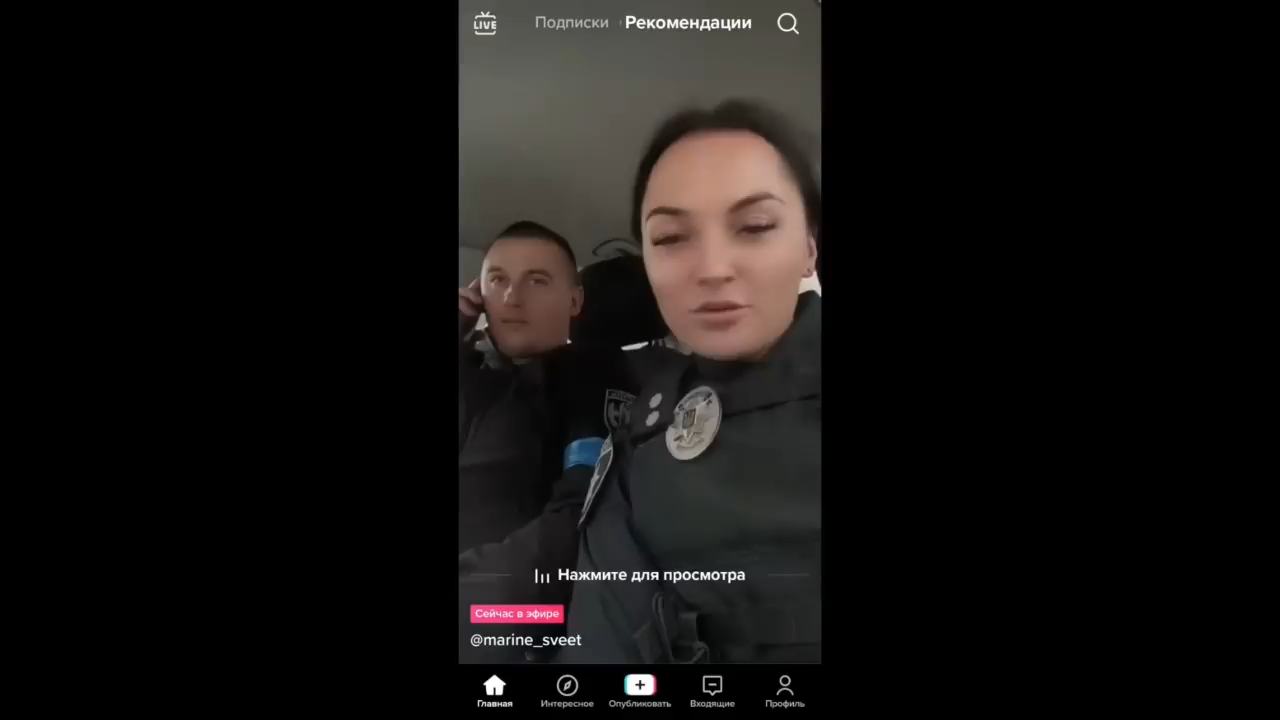 LIVE
Подписки
Рекомендации
Нажмите для просмотра
Сейчас в эфире
@marine_sveet
Главная
Интересное
Опубликовать
Входящие
Профиль